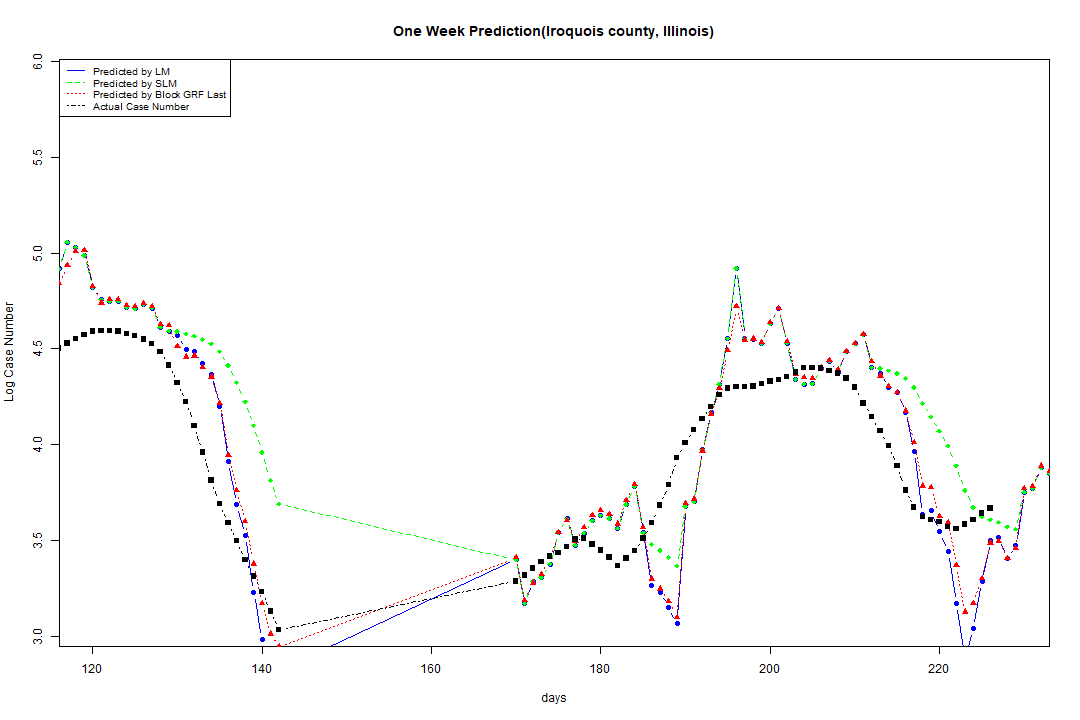 One Week Prediction(Iroquois county, Illinois)
6.0
Predicted by LM
Predicted by SLM
Predicted by Block GRF Last
Actual Case Number
5.5
5.0
4.5
4.0
3.5
3.0
Log Case Number
120 140 160 180 200 220
days